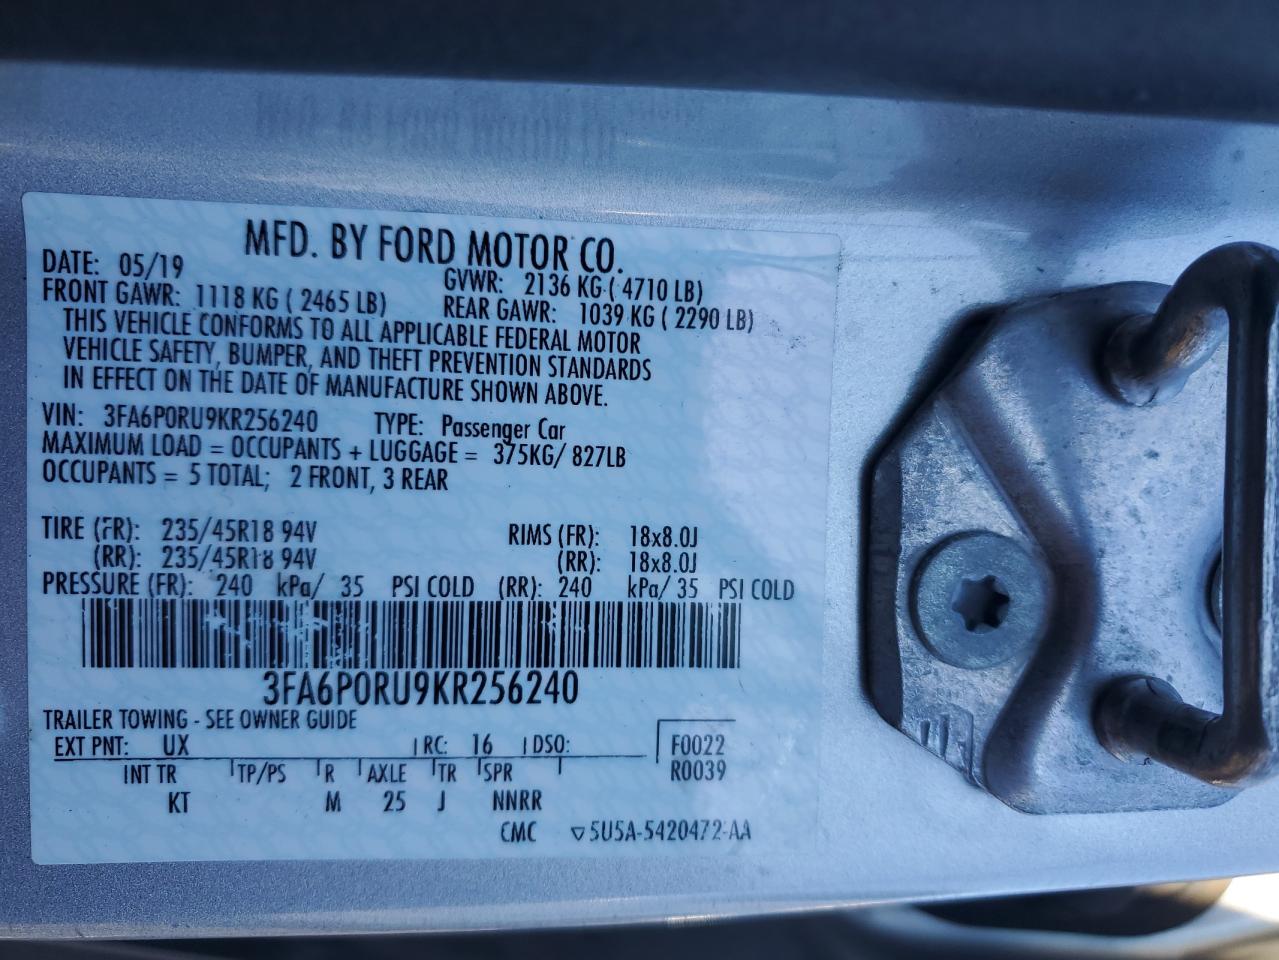 MFD. BY FORD MOTOR CO.
DATE: 05/19 GVWR: 2136 KG ( 4710 LB)
FRONT GAWR: 1118 KG ( 2465 LB) REAR GAWR: 1039 KG ( 2290 LB)
THIS VEHICLE CONFORMS TO ALL APPLICABLE FEDERAL MOTOR
VEHICLE SAFETY, BUMPER, AND THEFT PREVENTION STANDARDS
IN EFFECT ON THE DATE OF MANUFACTURE SHOWN ABOVE.
VIN: 3FA6P0RU9KR256240 TYPE: Passenger Car
MAXIMUM LOAD = OCCUPANTS + LUGGAGE = 375KG/ 827LB
OCCUPANTS = 5 TOTAL; 2 FRONT, 3 REAR
TIRE (FR): 235/45R18 94V RIMS (FR): 18x8.0J
(RR): 235/45R18 94V (RR): 18x8.0J
PRESSURE (FR): 240 kPa/ 35 PSI COLD (RR): 240 kPa/ 35 PSI COLD
3FA6P0RU9KR256240
TRAILER TOWING - SEE OWNER GUIDE
EXT PNT: UX RC: 16 DSO: F0022
INT TR TP/PS R AXLE TR SPR R0039
KT M 25 J NNRR
CMC ▽5U5A-5420472-AA